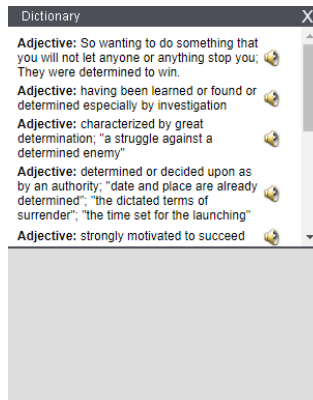 Dictionary X
Adjective: So wanting to do something that
you will not let anyone or anything stop you;
They were determined to win.
Adjective: having been learned or found or
determined especially by investigation
Adjective: characterized by great
determination; "a struggle against a
determined enemy"
Adjective: determined or decided upon as
by an authority; "date and place are already
determined"; "the dictated terms of
surrender"; "the time set for the launching"
Adjective: strongly motivated to succeed